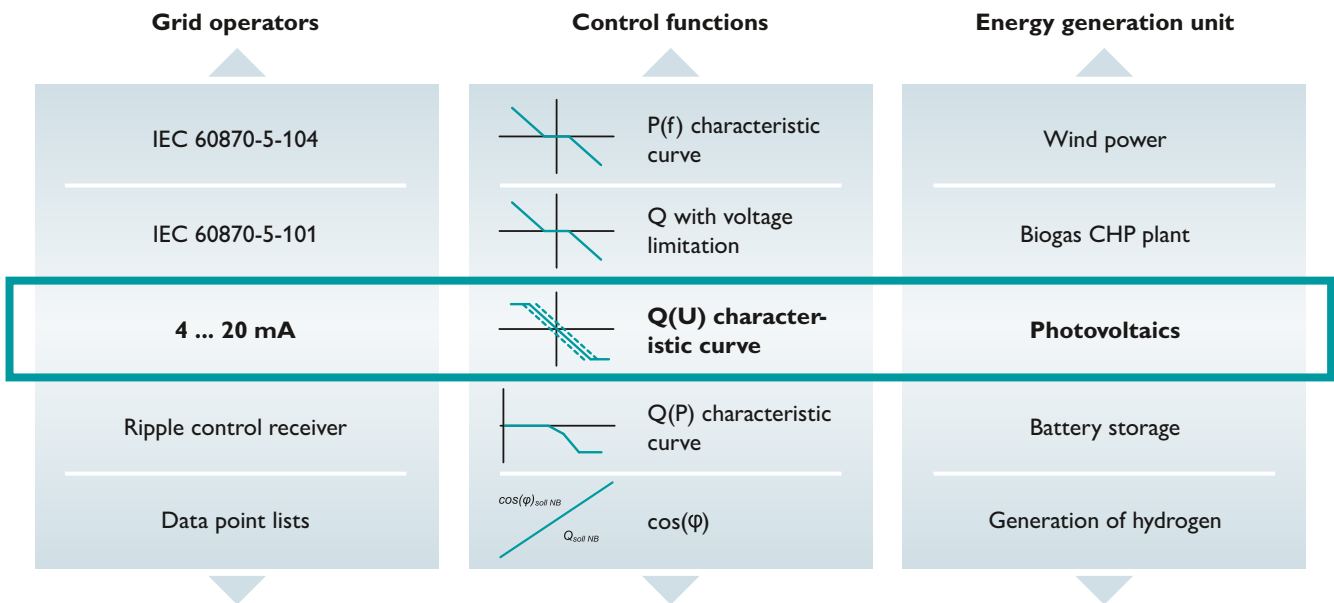 Grid operators
Control functions
Energy generation unit
IEC 60870-5-104
P(f) characteristic
curve
Wind power
IEC 60870-5-101
Q with voltage
limitation
Biogas CHP plant
4 ... 20 mA
Q(U) character-
istic curve
Photovoltaics
Ripple control receiver
Q(P) characteristic
curve
Battery storage
Data point lists
cos(φ)soll NB
Qsoll NB
cos(φ)
Generation of hydrogen